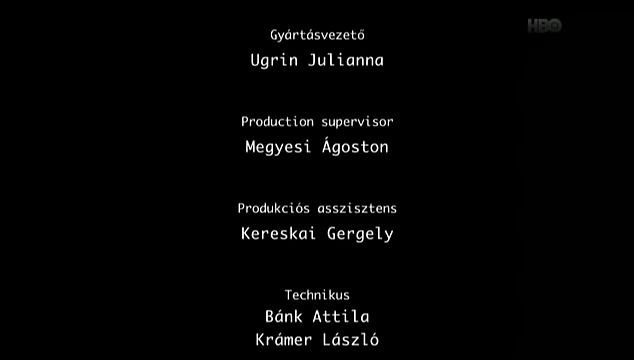 HBO
Gyártásvezető
Ugrin Julianna
Production supervisor
Megyesi Ágoston
Produkciós asszisztens
Kereskai Gergely
Technikus
Bánk Attila
Krámer László